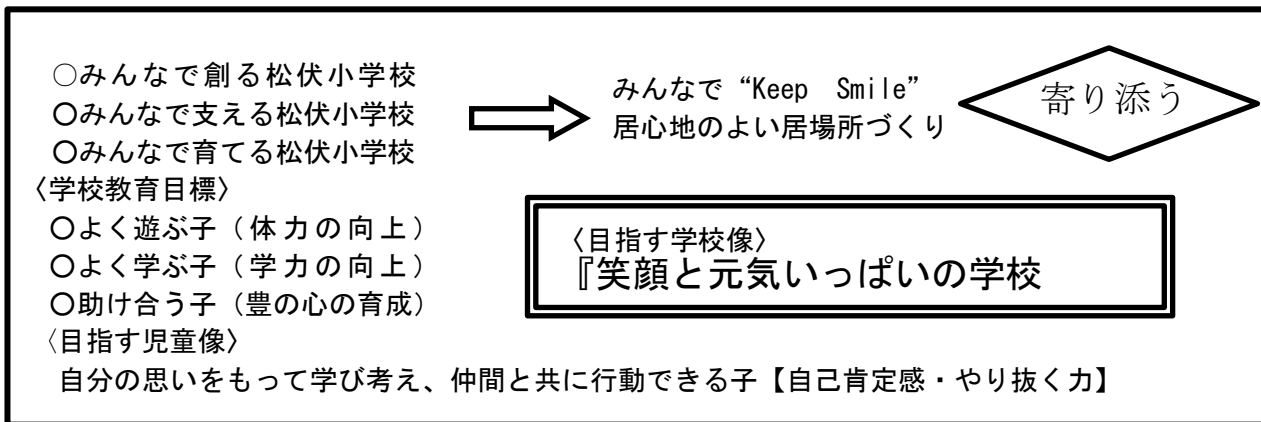 〇みんなで創る松伏小学校
〇みんなで支える松伏小学校
〇みんなで育てる松伏小学校
みんなで“Keep Smile”
居心地のよい居場所づくり
寄り添う
〈学校教育目標〉
〇よく遊ぶ子(体力の向上)
〇よく学ぶ子(学力の向上)
〇助け合う子(豊の心の育成)
〈目指す学校像〉
『笑顔と元気いっぱいの学校
〈目指す児童像〉
自分の思いをもって学び考え、仲間と共に行動できる子【自己肯定感・やり抜く力】